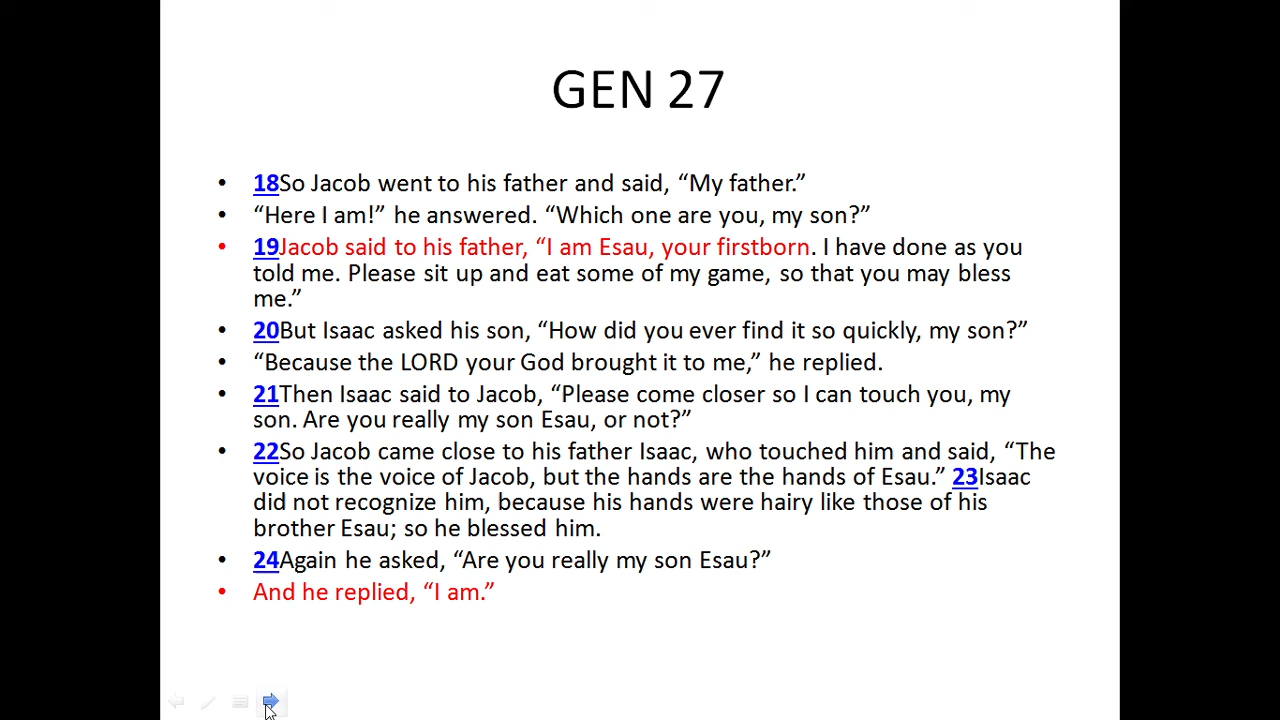 GEN 27
• 18So Jacob went to his father and said, “My father.”
• “Here I am!” he answered. “Which one are you, my son?”
• 19Jacob said to his father, “I am Esau, your firstborn. I have done as you
told me. Please sit up and eat some of my game, so that you may bless
me.”
• 20But Isaac asked his son, “How did you ever find it so quickly, my son?”
• “Because the LORD your God brought it to me,” he replied.
• 21Then Isaac said to Jacob, “Please come closer so I can touch you, my
son. Are you really my son Esau, or not?”
• 22So Jacob came close to his father Isaac, who touched him and said, “The
voice is the voice of Jacob, but the hands are the hands of Esau.” 23Isaac
did not recognize him, because his hands were hairy like those of his
brother Esau; so he blessed him.
• 24Again he asked, “Are you really my son Esau?”
• And he replied, “I am.”